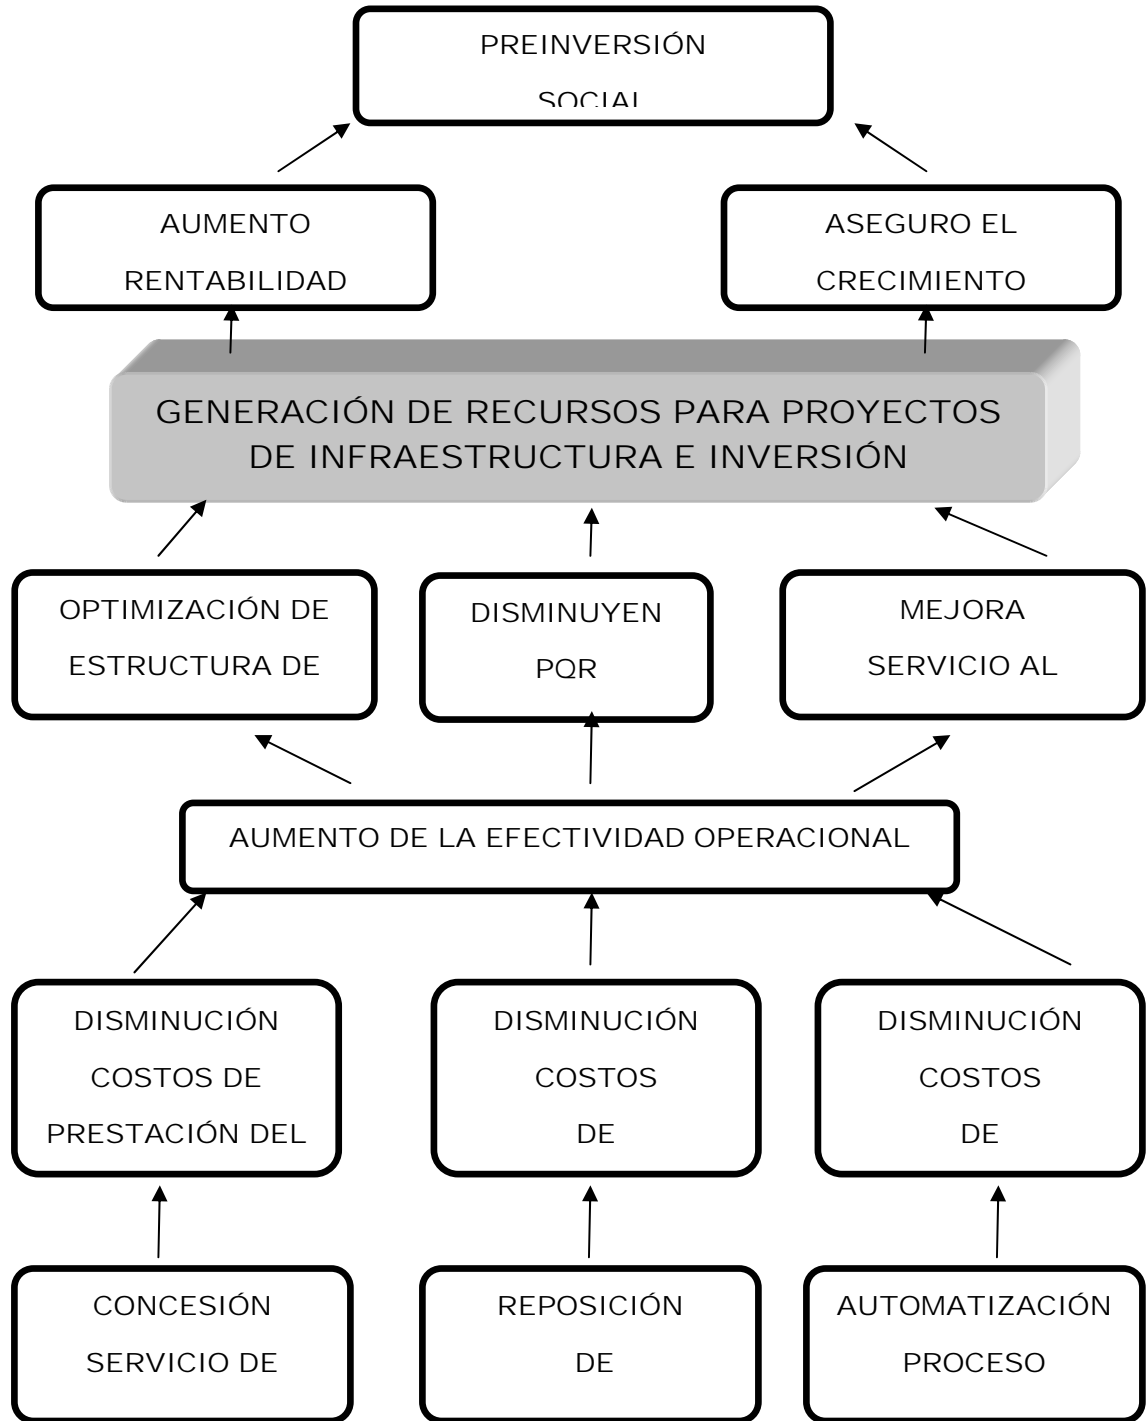 PREINVERSIÓN
SOCIAL
AUMENTO
RENTABILIDAD
ASEGURO EL
CRECIMIENTO
GENERACIÓN DE RECURSOS PARA PROYECTOS
DE INFRAESTRUCTURA E INVERSIÓN
OPTIMIZACIÓN DE
ESTRUCTURA DE
DISMINUYEN
PQR
MEJORA
SERVICIO AL
AUMENTO DE LA EFECTIVIDAD OPERACIONAL
DISMINUCIÓN
COSTOS DE
PRESTACIÓN DEL
DISMINUCIÓN
COSTOS
DE
DISMINUCIÓN
COSTOS
DE
CONCESIÓN
SERVICIO DE
REPOSICIÓN
DE
AUTOMATIZACIÓN
PROCESO